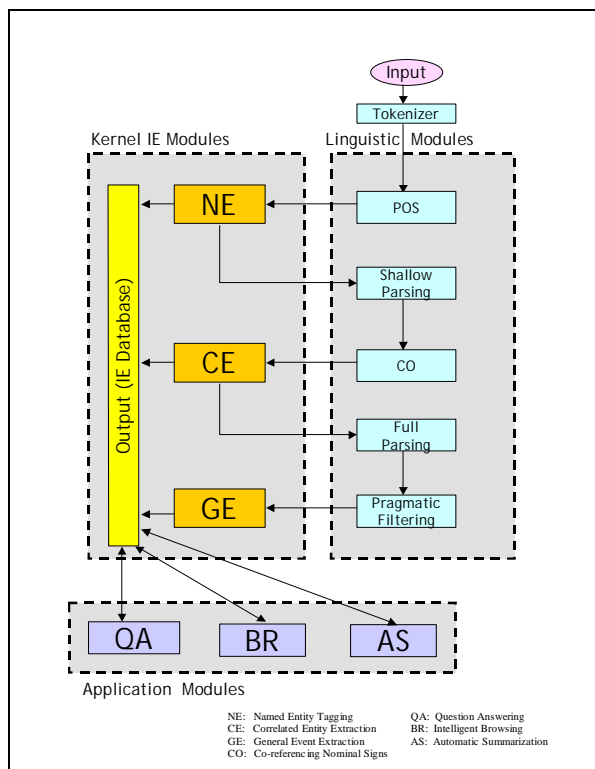 Input
Tokenizer
Kernel IE Modules
Linguistic Modules
NE
POS
Shallow
Parsing
Output (IE Database)
CE
CO
Full
Parsing
GE
Pragmatic
Filtering
QA
BR
AS
Application Modules
NE: Named Entity Tagging
CE: Correlated Entity Extraction
GE: General Event Extraction
CO: Co-referencing Nominal Signs
QA: Question Answering
BR: Intelligent Browsing
AS: Automatic Summarization